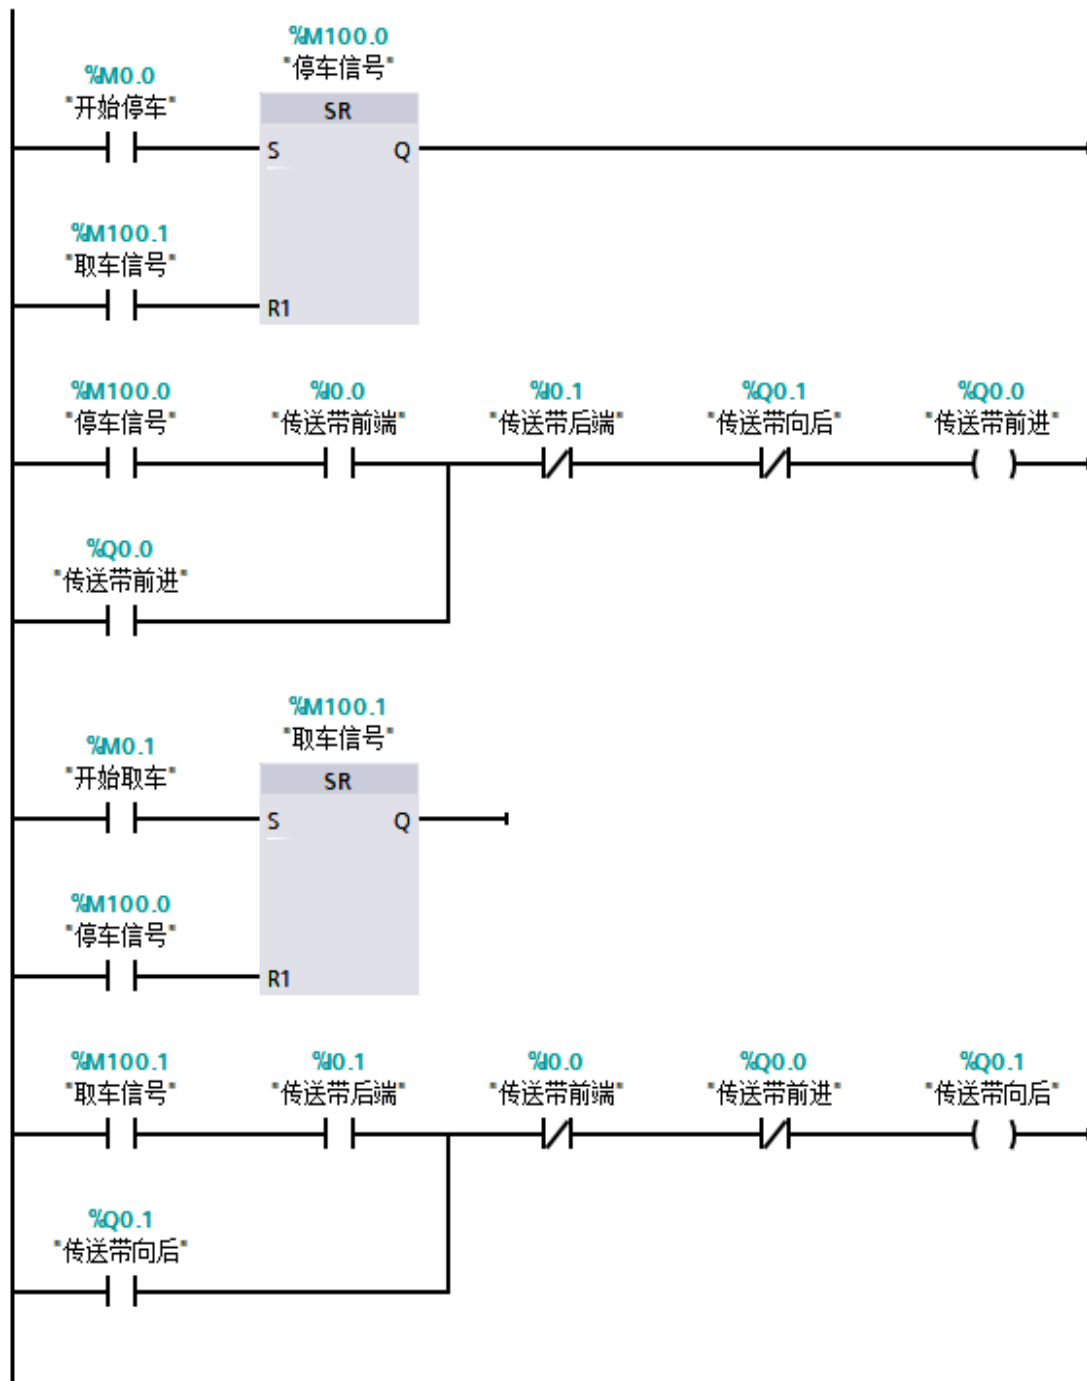 %M100.0
"停车信号"
%M0.0
"开始停车"
SR
S Q
%M100.1
"取车信号"
R1
%M100.0 %I0.0 %I0.1 %Q0.1 %Q0.0
"停车信号" "传送带前端" "传送带后端" "传送带向后" "传送带前进"
%Q0.0
"传送带前进"
%M100.1
"取车信号"
%M0.1
"开始取车"
SR
S Q
%M100.0
"停车信号"
R1
%M100.1 %I0.1 %I0.0 %Q0.0 %Q0.1
"取车信号" "传送带后端" "传送带前端" "传送带前进" "传送带向后"
%Q0.1
"传送带向后"